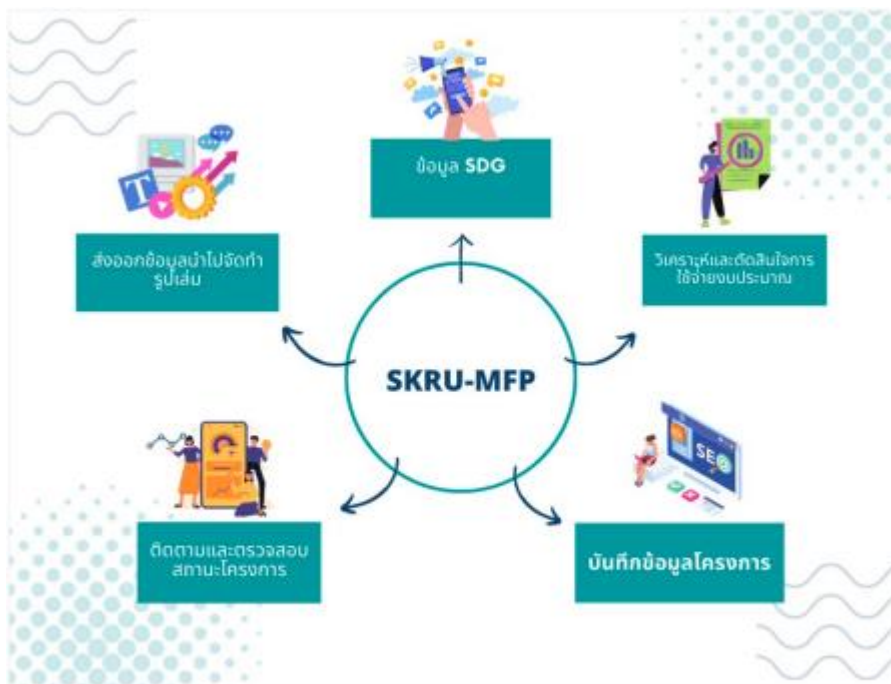 ข้อมูล SDG
ส่งออกข้อมูลนำไปจัดทำ
รูปเล่ม
วิเคราะห์และตัดสินใจการ
ใช้จ่ายงบประมาณ
SKRU-MFP
SEO
ติดตามและตรวจสอบ
สถานะโครงการ
บันทึกข้อมูลโครงการ
T